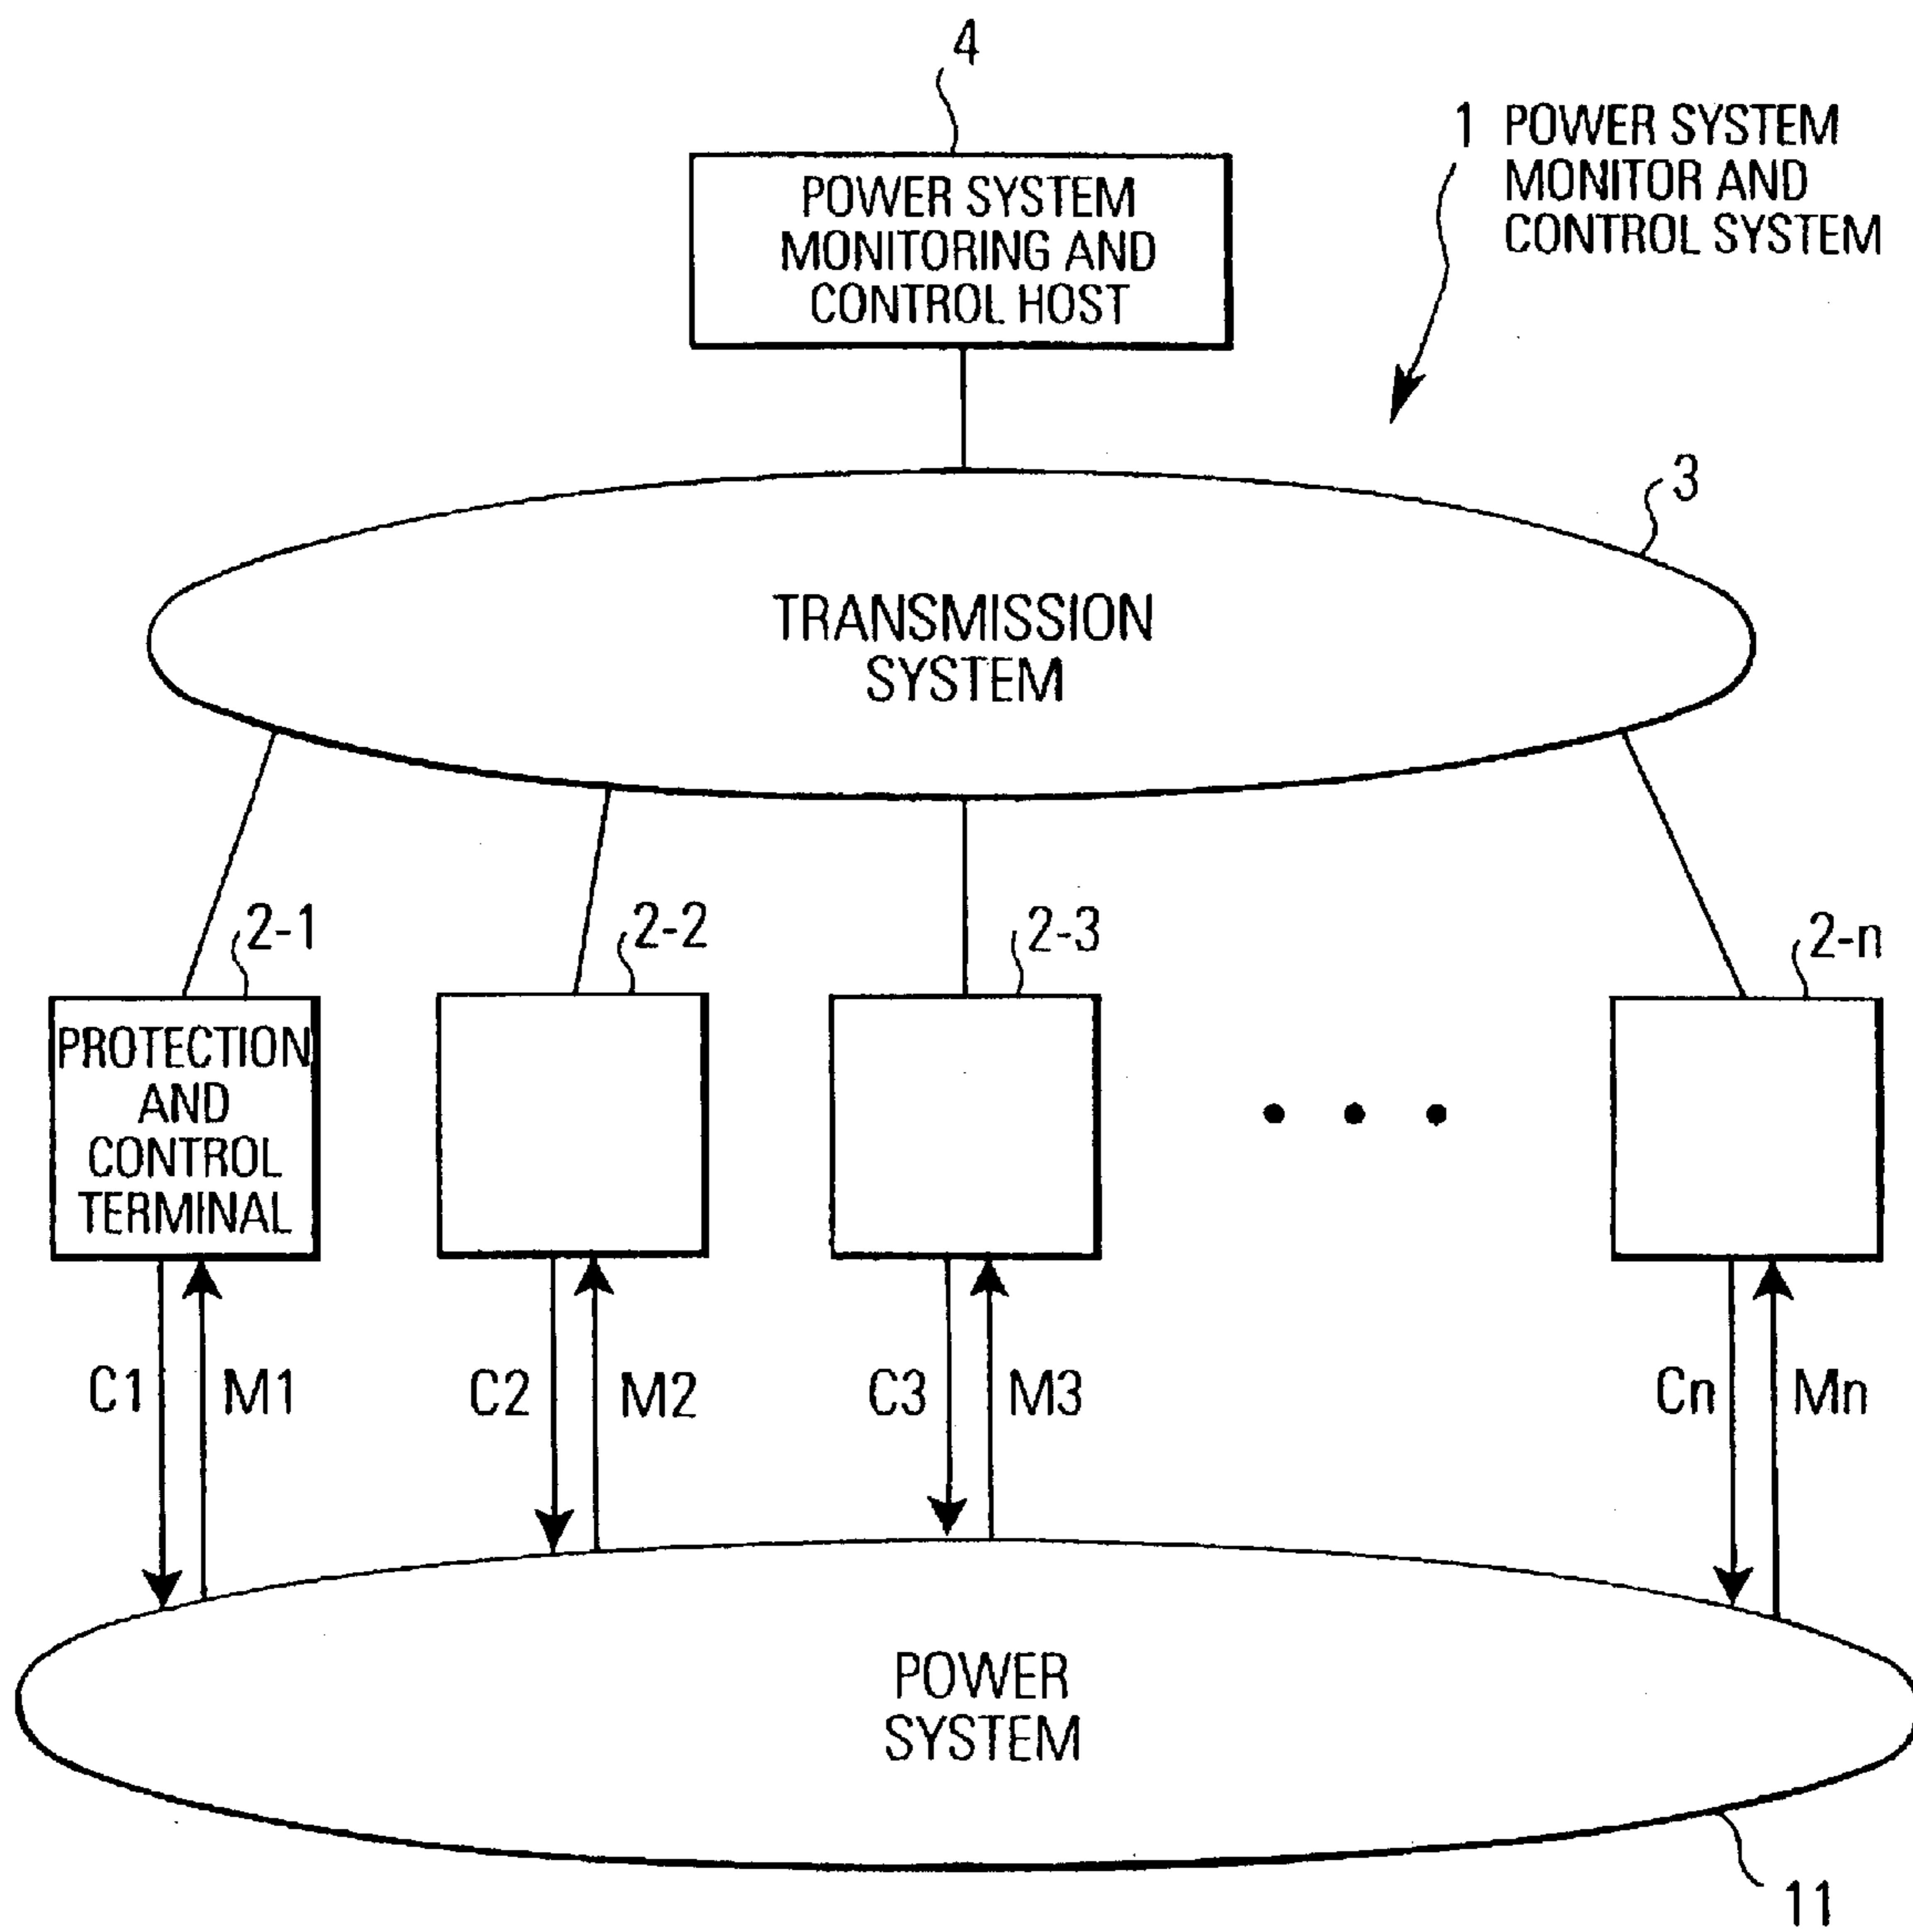 4
1 POWER SYSTEM
MONITOR AND
CONTROL SYSTEM
POWER SYSTEM
MONITORING AND
CONTROL HOST
3
TRANSMISSION
SYSTEM
2-1
2-2
2-3
2-n
PROTECTION
AND
CONTROL
TERMINAL
C1 M1 C2 M2 C3 M3 Cn Mn
POWER
SYSTEM
11